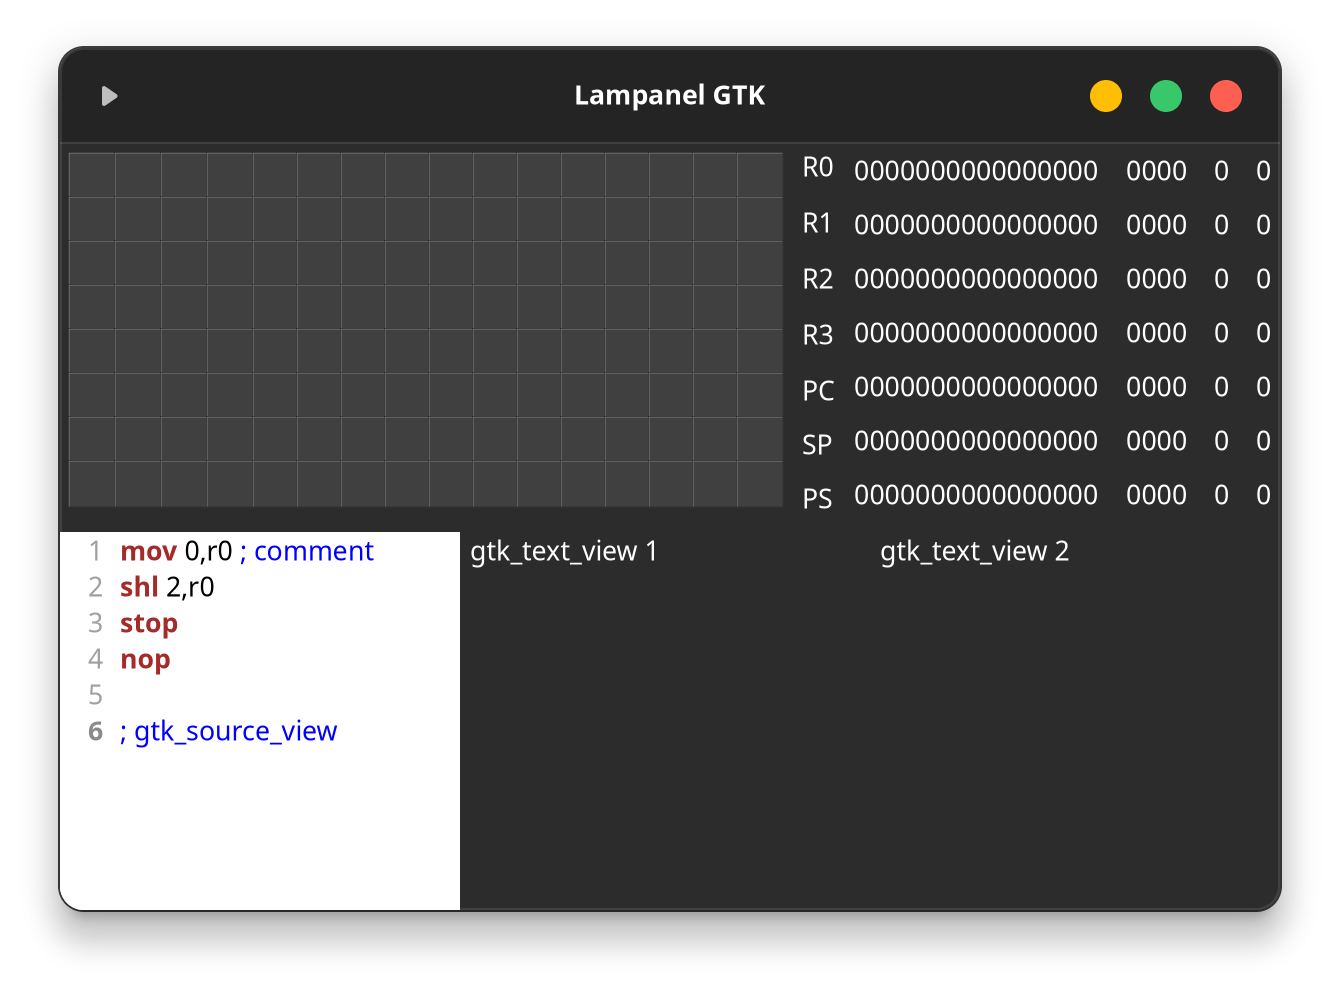 Lampanel GTK
R0 0000000000000000 0000 0 0
R1 0000000000000000 0000 0 0
R2 0000000000000000 0000 0 0
R3 0000000000000000 0000 0 0
PC 0000000000000000 0000 0 0
SP 0000000000000000 0000 0 0
PS 0000000000000000 0000 0 0
1 mov 0,r0 ; comment
2 shl 2,r0
3 stop
4 nop
5
6 ; gtk_source_view
gtk_text_view 1
gtk_text_view 2